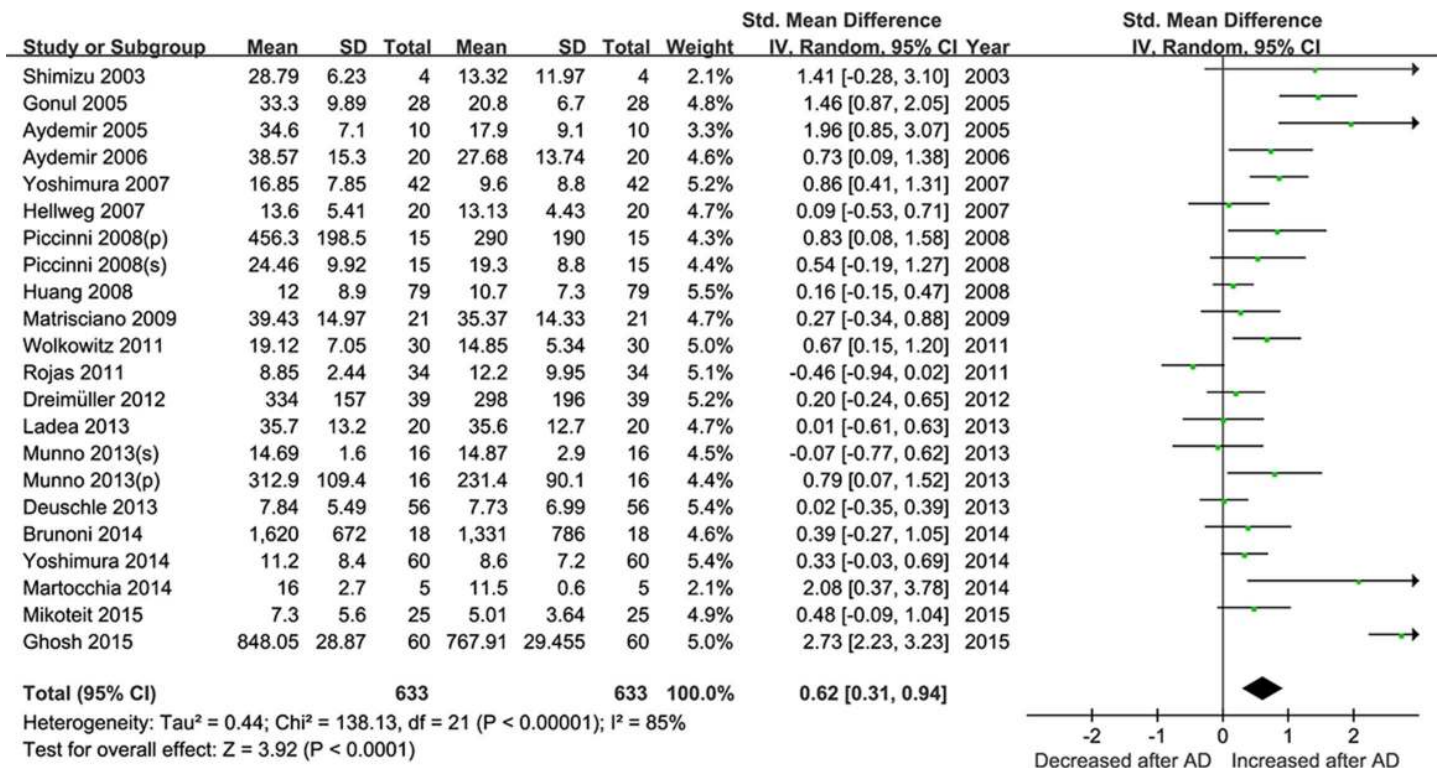 Std. Mean Difference Std. Mean Difference
Study or Subgroup Mean SD Total Mean SD Total Weight IV, Random, 95% CI Year IV, Random, 95% CI
Shimizu 2003 28.79 6.23 4 13.32 11.97 4 2.1% 1.41 [-0.28, 3.10] 2003
Gonul 2005 33.3 9.89 28 20.8 6.7 28 4.8% 1.46 [0.87, 2.05] 2005
Aydemir 2005 34.6 7.1 10 17.9 9.1 10 3.3% 1.96 [0.85, 3.07] 2005
Aydemir 2006 38.57 15.3 20 27.68 13.74 20 4.6% 0.73 [0.09, 1.38] 2006
Yoshimura 2007 16.85 7.85 42 9.6 8.8 42 5.2% 0.86 [0.41, 1.31] 2007
Hellweg 2007 13.6 5.41 20 13.13 4.43 20 4.7% 0.09 [-0.53, 0.71] 2007
Piccinni 2008(p) 456.3 198.5 15 290 190 15 4.3% 0.83 [0.08, 1.58] 2008
Piccinni 2008(s) 24.46 9.92 15 19.3 8.8 15 4.4% 0.54 [-0.19, 1.27] 2008
Huang 2008 12 8.9 79 10.7 7.3 79 5.5% 0.16 [-0.15, 0.47] 2008
Matrisciano 2009 39.43 14.97 21 35.37 14.33 21 4.7% 0.27 [-0.34, 0.88] 2009
Wolkowitz 2011 19.12 7.05 30 14.85 5.34 30 5.0% 0.67 [0.15, 1.20] 2011
Rojas 2011 8.85 2.44 34 12.2 9.95 34 5.1% -0.46 [-0.94, 0.02] 2011
Dreimüller 2012 334 157 39 298 196 39 5.2% 0.20 [-0.24, 0.65] 2012
Ladea 2013 35.7 13.2 20 35.6 12.7 20 4.7% 0.01 [-0.61, 0.63] 2013
Munno 2013(s) 14.69 1.6 16 14.87 2.9 16 4.5% -0.07 [-0.77, 0.62] 2013
Munno 2013(p) 312.9 109.4 16 231.4 90.1 16 4.4% 0.79 [0.07, 1.52] 2013
Deuschle 2013 7.84 5.49 56 7.73 6.99 56 5.4% 0.02 [-0.35, 0.39] 2013
Brunoni 2014 1,620 672 18 1,331 786 18 4.6% 0.39 [-0.27, 1.05] 2014
Yoshimura 2014 11.2 8.4 60 8.6 7.2 60 5.4% 0.33 [-0.03, 0.69] 2014
Martocchia 2014 16 2.7 5 11.5 0.6 5 2.1% 2.08 [0.37, 3.78] 2014
Mikoteit 2015 7.3 5.6 25 5.01 3.64 25 4.9% 0.48 [-0.09, 1.04] 2015
Ghosh 2015 848.05 28.87 60 767.91 29.455 60 5.0% 2.73 [2.23, 3.23] 2015
Total (95% CI) 633 633 100.0% 0.62 [0.31, 0.94]
Heterogeneity: Tau² = 0.44; Chi² = 138.13, df = 21 (P < 0.00001); I² = 85%
Test for overall effect: Z = 3.92 (P < 0.0001)
-2 -1 0 1 2
Decreased after AD Increased after AD